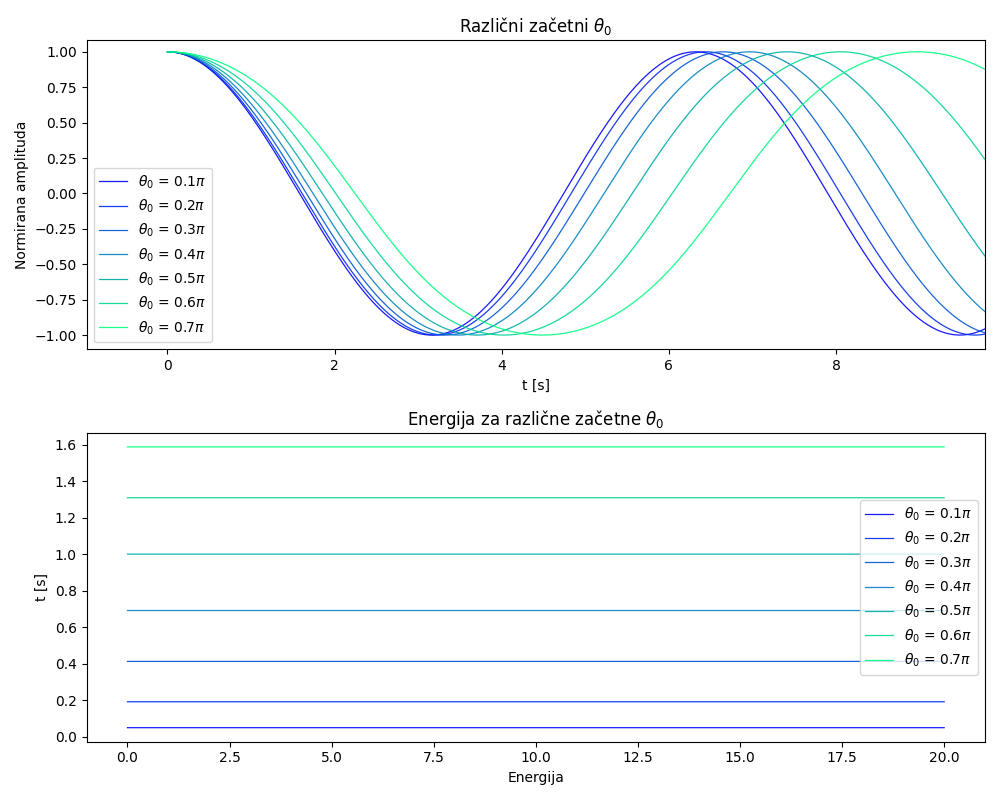 Različni začetni θ₀
Normirana amplituda
1.00
0.75
0.50
0.25
0.00
−0.25
−0.50
−0.75
−1.00
θ₀ = 0.1π
θ₀ = 0.2π
θ₀ = 0.3π
θ₀ = 0.4π
θ₀ = 0.5π
θ₀ = 0.6π
θ₀ = 0.7π
0 2 4 6 8
t [s]
Energija za različne začetne θ₀
t [s]
1.6
1.4
1.2
1.0
0.8
0.6
0.4
0.2
0.0
θ₀ = 0.1π
θ₀ = 0.2π
θ₀ = 0.3π
θ₀ = 0.4π
θ₀ = 0.5π
θ₀ = 0.6π
θ₀ = 0.7π
0.0 2.5 5.0 7.5 10.0 12.5 15.0 17.5 20.0
Energija